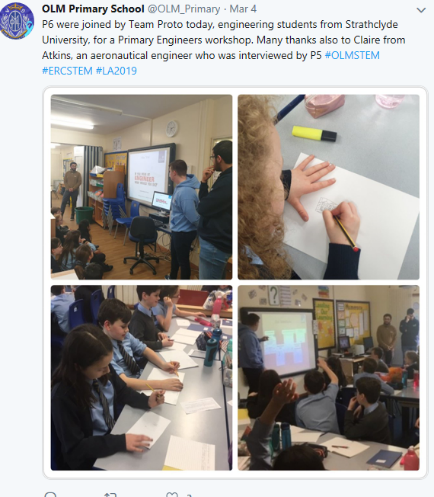 OLM Primary School @OLM_Primary · Mar 4
P6 were joined by Team Proto today, engineering students from Strathclyde
University, for a Primary Engineers workshop. Many thanks also to Claire from
Atkins, an aeronautical engineer who was interviewed by P5 #OLMSTEM
#ERCSTEM #LA2019